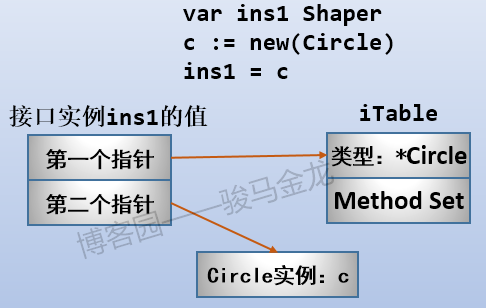 var ins1 Shaper
c := new(Circle)
ins1 = c
接口实例ins1的值
iTable
第一个指针
类型：*Circle
第二个指针
Method Set
Circle实例：c
博客园——骏马金龙